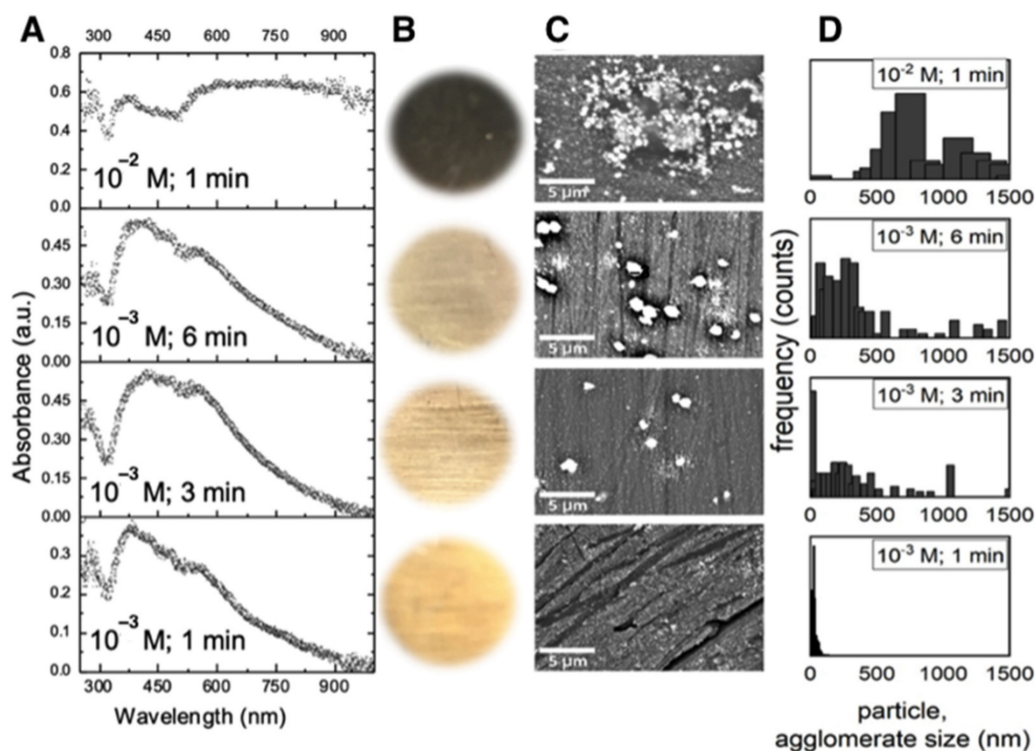 A
B
C
D
300 450 600 750 900
0.8
0.6
0.4
0.2
0.0
10⁻² M; 1 min
0.45
0.30
0.15
0.00
10⁻³ M; 6 min
0.45
0.30
0.15
0.00
10⁻³ M; 3 min
0.3
0.2
0.1
0.0
10⁻³ M; 1 min
300 450 600 750 900
Absorbance (a.u.)
Wavelength (nm)
5 µm
5 µm
5 µm
5 µm
frequency (counts)
10⁻² M; 1 min
0 500 1000 1500
10⁻³ M; 6 min
0 500 1000 1500
10⁻³ M; 3 min
0 500 1000 1500
10⁻³ M; 1 min
0 500 1000 1500
particle,
agglomerate size (nm)